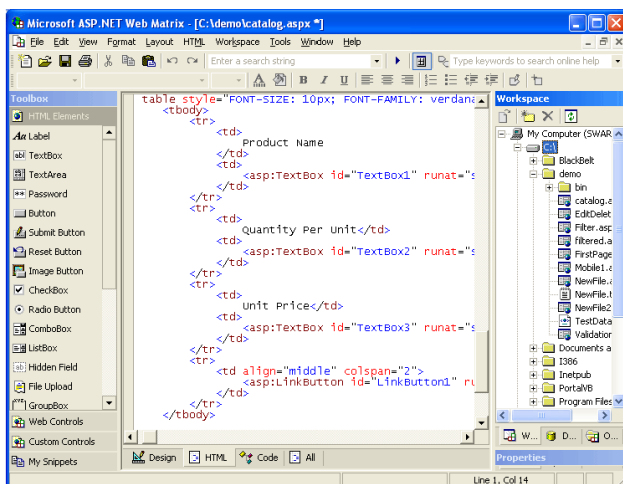 Microsoft ASP.NET Web Matrix - [C:\demo\catalog.aspx *]
File Edit View Format Layout HTML Workspace Tools Window Help
Enter a search string
Type keywords to search online help
B I U
Toolbox
HTML Elements
Label
TextBox
TextArea
Password
Button
Submit Button
Reset Button
Image Button
CheckBox
Radio Button
ComboBox
ListBox
Hidden Field
File Upload
GroupBox
Web Controls
Custom Controls
My Snippets
table style="FONT-SIZE: 10px; FONT-FAMILY: verdana
<tbody>
<tr>
<td>
Product Name
</td>
<td>
<asp:TextBox id="TextBox1" runat="s
</td>
</tr>
<tr>
<td>
Quantity Per Unit</td>
<td>
<asp:TextBox id="TextBox2" runat="s
</td>
</tr>
<tr>
<td>
Unit Price</td>
<td>
<asp:TextBox id="TextBox3" runat="s
</td>
</tr>
<tr>
<td align="middle" colspan="2">
<asp:LinkButton id="LinkButton1" ru
</td>
</tr>
</tbody>
Design HTML Code All
Workspace
My Computer (SWAR
C:\
BlackBelt
demo
bin
catalog.a
EditDelet
Filter.asp
filtered.a
FirstPage
Mobile1.a
NewFile.a
NewFile.t
NewFile2
TestData
Validation
Documents a
I386
Inetpub
PortalVB
Program Files
W... D... O...
Properties
Line 1, Col 14